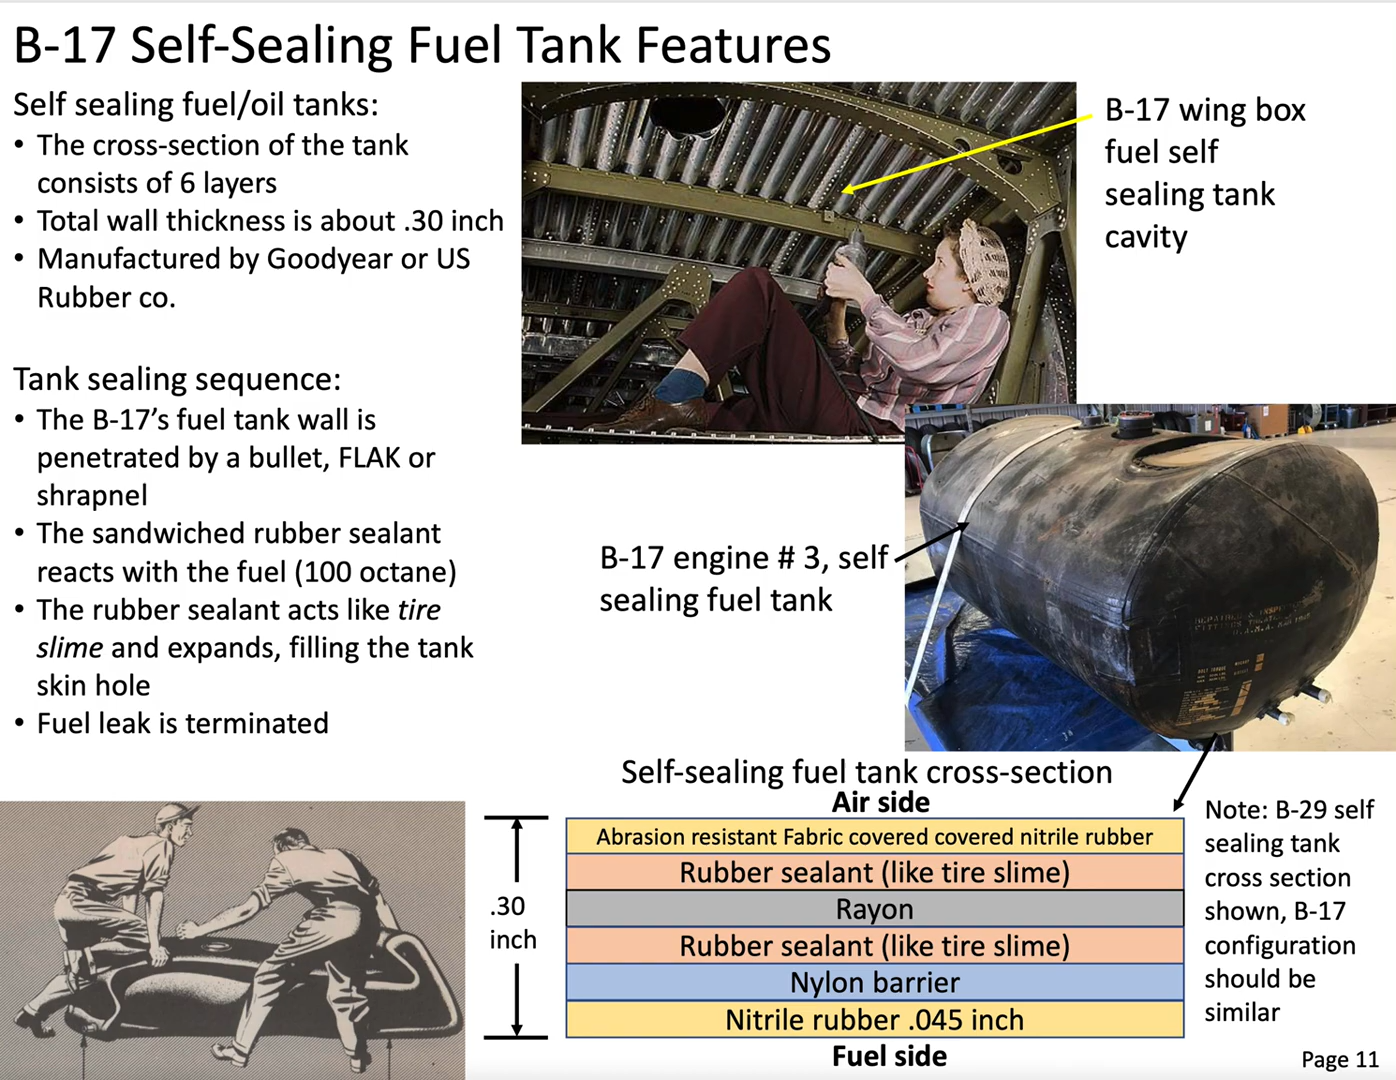 B-17 Self-Sealing Fuel Tank Features
Self sealing fuel/oil tanks:
• The cross-section of the tank
consists of 6 layers
• Total wall thickness is about .30 inch
• Manufactured by Goodyear or US
Rubber co.
Tank sealing sequence:
• The B-17’s fuel tank wall is
penetrated by a bullet, FLAK or
shrapnel
• The sandwiched rubber sealant
reacts with the fuel (100 octane)
• The rubber sealant acts like tire
slime and expands, filling the tank
skin hole
• Fuel leak is terminated
B-17 wing box
fuel self
sealing tank
cavity
B-17 engine # 3, self
sealing fuel tank
Self-sealing fuel tank cross-section
Air side
Abrasion resistant Fabric covered covered nitrile rubber
Rubber sealant (like tire slime)
Rayon
Rubber sealant (like tire slime)
Nylon barrier
Nitrile rubber .045 inch
Fuel side
.30
inch
Note: B-29 self
sealing tank
cross section
shown, B-17
configuration
should be
similar
Page 11